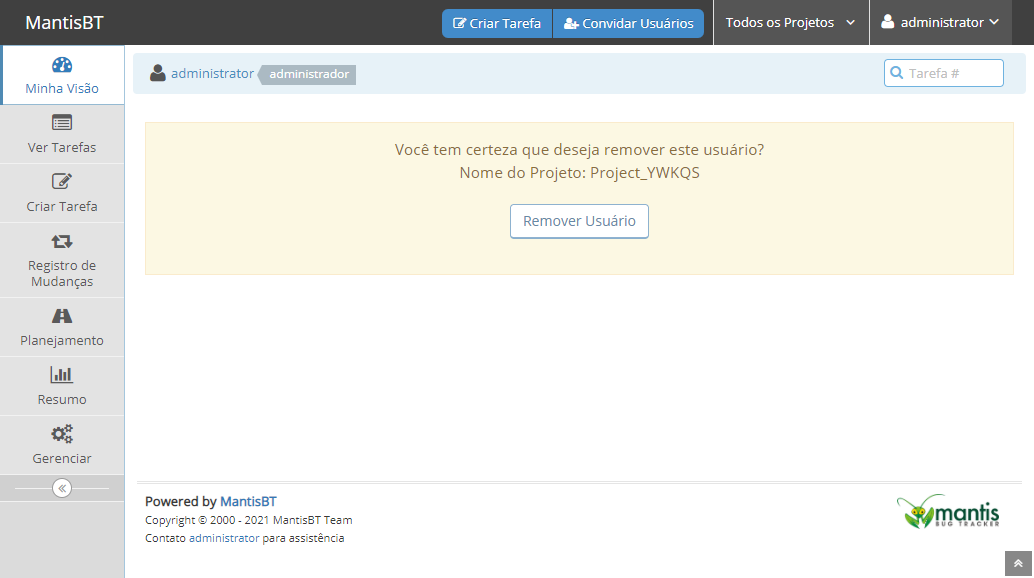 MantisBT
Criar Tarefa
Convidar Usuários
Todos os Projetos
administrator
Minha Visão
Ver Tarefas
Criar Tarefa
Registro de
Mudanças
Planejamento
Resumo
Gerenciar
administrator
administrador
Tarefa #
Você tem certeza que deseja remover este usuário?
Nome do Projeto: Project_YWKQS
Remover Usuário
Powered by MantisBT
Copyright © 2000 - 2021 MantisBT Team
Contato administrator para assistência
mantis
BUG TRACKER